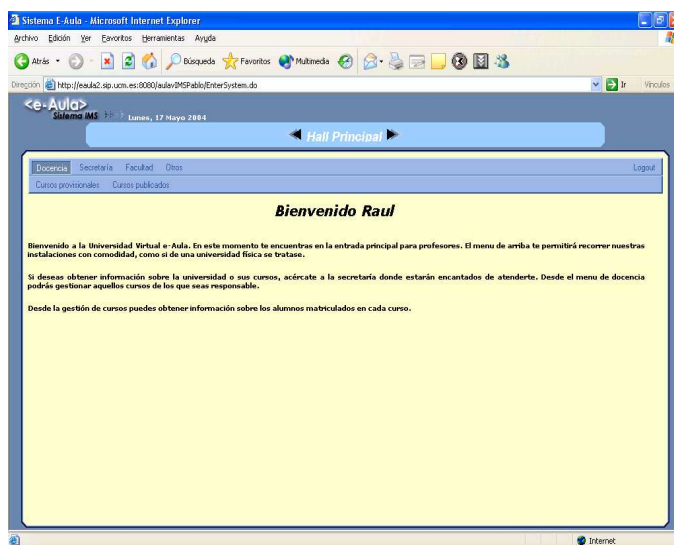 Sistema E-Aula - Microsoft Internet Explorer
Archivo Edición Ver Favoritos Herramientas Ayuda
Atrás Búsqueda Favoritos Multimedia
Dirección http://eaula2.sip.ucm.es:8080/aulavIMSPablo/EnterSystem.do Ir Vínculos
<e-Aula>
Sistema IMS Lunes, 17 Mayo 2004
Hall Principal
Docencia Secretaría Facultad Otros Logout
Cursos provisionales Cursos publicados
Bienvenido Raul
Bienvenido a la Universidad Virtual e-Aula. En este momento te encuentras en la entrada principal para profesores. El menu de arriba te permitirá recorrer nuestras
instalaciones con comodidad, como si de una universidad física se tratase.
Si deseas obtener información sobre la universidad o sus cursos, acércate a la secretaría donde estarán encantados de atenderte. Desde el menu de docencia
podrás gestionar aquellos cursos de los que seas responsable.
Desde la gestión de cursos puedes obtener información sobre los alumnos matriculados en cada curso.
Internet